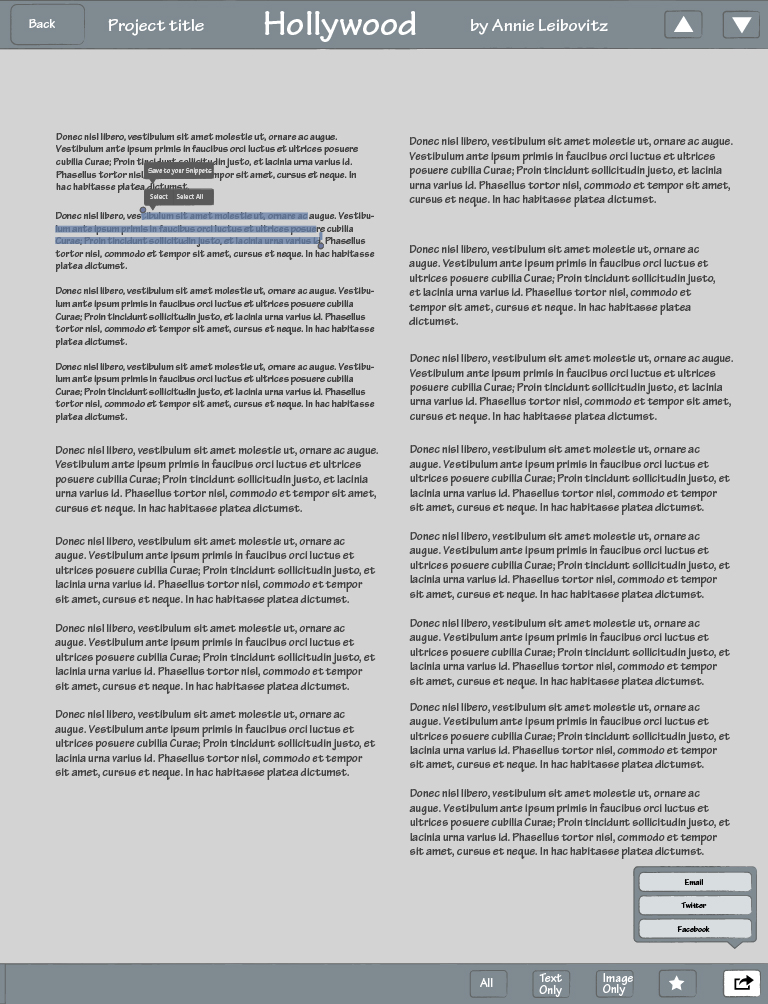 Back
Project title
Hollywood
by Annie Leibovitz
Donec nisl libero, vestibulum sit amet molestie ut, ornare ac augue.
Vestibulum ante ipsum primis in faucibus orci luctus et ultrices posuere
cubilia Curae; Proin tincidunt sollicitudin justo, et lacinia urna varius id.
Phasellus tortor nisl, sit amet, cursus et neque. In
hac habitasse platea dictumst.
Save to your Snippets
Select Select All
Donec nisl libero, vestibulum sit amet molestie ut, ornare ac augue. Vestibu-
lum ante ipsum primis in faucibus orci luctus et ultrices posuere cubilia
Curae; Proin tincidunt sollicitudin justo, et lacinia urna varius id. Phasellus
tortor nisl, commodo et tempor sit amet, cursus et neque. In hac habitasse
platea dictumst.
Donec nisl libero, vestibulum sit amet molestie ut, ornare ac augue. Vestibu-
lum ante ipsum primis in faucibus orci luctus et ultrices posuere cubilia
Curae; Proin tincidunt sollicitudin justo, et lacinia urna varius id. Phasellus
tortor nisl, commodo et tempor sit amet, cursus et neque. In hac habitasse
platea dictumst.
Donec nisl libero, vestibulum sit amet molestie ut, ornare ac augue. Vestibu-
lum ante ipsum primis in faucibus orci luctus et ultrices posuere cubilia
Curae; Proin tincidunt sollicitudin justo, et lacinia urna varius id. Phasellus
tortor nisl, commodo et tempor sit amet, cursus et neque. In hac habitasse
platea dictumst.
Donec nisl libero, vestibulum sit amet molestie ut, ornare ac augue.
Vestibulum ante ipsum primis in faucibus orci luctus et ultrices
posuere cubilia Curae; Proin tincidunt sollicitudin justo, et lacinia
urna varius id. Phasellus tortor nisl, commodo et tempor sit amet,
cursus et neque. In hac habitasse platea dictumst.
Donec nisl libero, vestibulum sit amet molestie ut, ornare ac
augue. Vestibulum ante ipsum primis in faucibus orci luctus et
ultrices posuere cubilia Curae; Proin tincidunt sollicitudin justo, et
lacinia urna varius id. Phasellus tortor nisl, commodo et tempor
sit amet, cursus et neque. In hac habitasse platea dictumst.
Donec nisl libero, vestibulum sit amet molestie ut, ornare ac
augue. Vestibulum ante ipsum primis in faucibus orci luctus et
ultrices posuere cubilia Curae; Proin tincidunt sollicitudin justo, et
lacinia urna varius id. Phasellus tortor nisl, commodo et tempor
sit amet, cursus et neque. In hac habitasse platea dictumst.
Donec nisl libero, vestibulum sit amet molestie ut, ornare ac
augue. Vestibulum ante ipsum primis in faucibus orci luctus et
ultrices posuere cubilia Curae; Proin tincidunt sollicitudin justo, et
lacinia urna varius id. Phasellus tortor nisl, commodo et tempor
sit amet, cursus et neque. In hac habitasse platea dictumst.
Donec nisl libero, vestibulum sit amet molestie ut, ornare ac augue.
Vestibulum ante ipsum primis in faucibus orci luctus et ultrices
posuere cubilia Curae; Proin tincidunt sollicitudin justo, et lacinia
urna varius id. Phasellus tortor nisl, commodo et tempor sit amet,
cursus et neque. In hac habitasse platea dictumst.
Donec nisl libero, vestibulum sit amet molestie ut, ornare ac
augue. Vestibulum ante ipsum primis in faucibus orci luctus et
ultrices posuere cubilia Curae; Proin tincidunt sollicitudin justo,
et lacinia urna varius id. Phasellus tortor nisl, commodo et
tempor sit amet, cursus et neque. In hac habitasse platea
dictumst.
Donec nisl libero, vestibulum sit amet molestie ut, ornare ac augue.
Vestibulum ante ipsum primis in faucibus orci luctus et ultrices
posuere cubilia Curae; Proin tincidunt sollicitudin justo, et lacinia
urna varius id. Phasellus tortor nisl, commodo et tempor sit amet,
cursus et neque. In hac habitasse platea dictumst.
Donec nisl libero, vestibulum sit amet molestie ut, ornare ac
augue. Vestibulum ante ipsum primis in faucibus orci luctus et
ultrices posuere cubilia Curae; Proin tincidunt sollicitudin justo, et
lacinia urna varius id. Phasellus tortor nisl, commodo et tempor
sit amet, cursus et neque. In hac habitasse platea dictumst.
Donec nisl libero, vestibulum sit amet molestie ut, ornare ac
augue. Vestibulum ante ipsum primis in faucibus orci luctus et
ultrices posuere cubilia Curae; Proin tincidunt sollicitudin justo, et
lacinia urna varius id. Phasellus tortor nisl, commodo et tempor
sit amet, cursus et neque. In hac habitasse platea dictumst.
Donec nisl libero, vestibulum sit amet molestie ut, ornare ac
augue. Vestibulum ante ipsum primis in faucibus orci luctus et
ultrices posuere cubilia Curae; Proin tincidunt sollicitudin justo, et
lacinia urna varius id. Phasellus tortor nisl, commodo et tempor
sit amet, cursus et neque. In hac habitasse platea dictumst.
Donec nisl libero, vestibulum sit amet molestie ut, ornare ac
augue. Vestibulum ante ipsum primis in faucibus orci luctus et
ultrices posuere cubilia Curae; Proin tincidunt sollicitudin justo, et
lacinia urna varius id. Phasellus tortor nisl, commodo et tempor
sit amet, cursus et neque. In hac habitasse platea dictumst.
Donec nisl libero, vestibulum sit amet molestie ut, ornare ac
augue. Vestibulum ante ipsum primis in faucibus orci luctus et
ultrices posuere cubilia Curae; Proin tincidunt sollicitudin justo, et
lacinia urna varius id. Phasellus tortor nisl, commodo et tempor
sit amet, cursus et neque. In hac habitasse platea dictumst.
Email
Twitter
Facebook
All
Text
Only
Image
Only